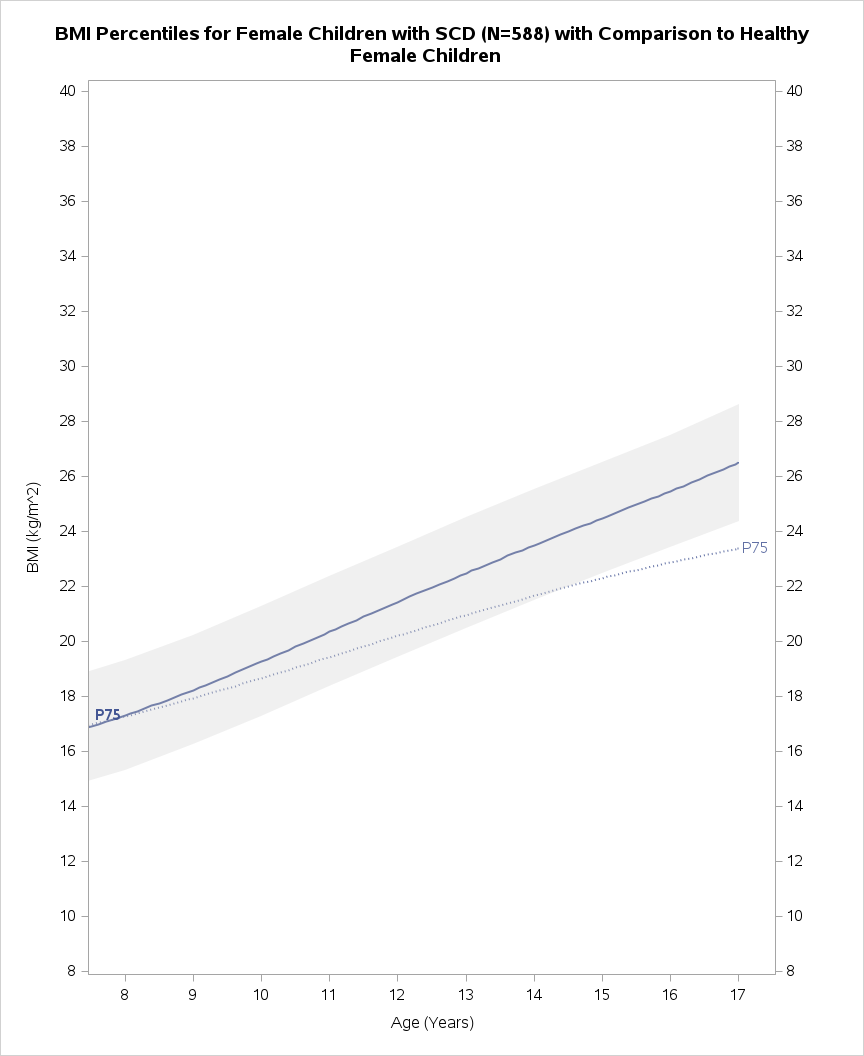 BMI Percentiles for Female Children with SCD (N=588) with Comparison to Healthy
Female Children
40 40
38 38
36 36
34 34
32 32
30 30
28 28
26 26
24 24
P75
22 22
20 20
18 18
P75
16 16
14 14
12 12
10 10
8 8
BMI (kg/m^2)
8 9 10 11 12 13 14 15 16 17
Age (Years)